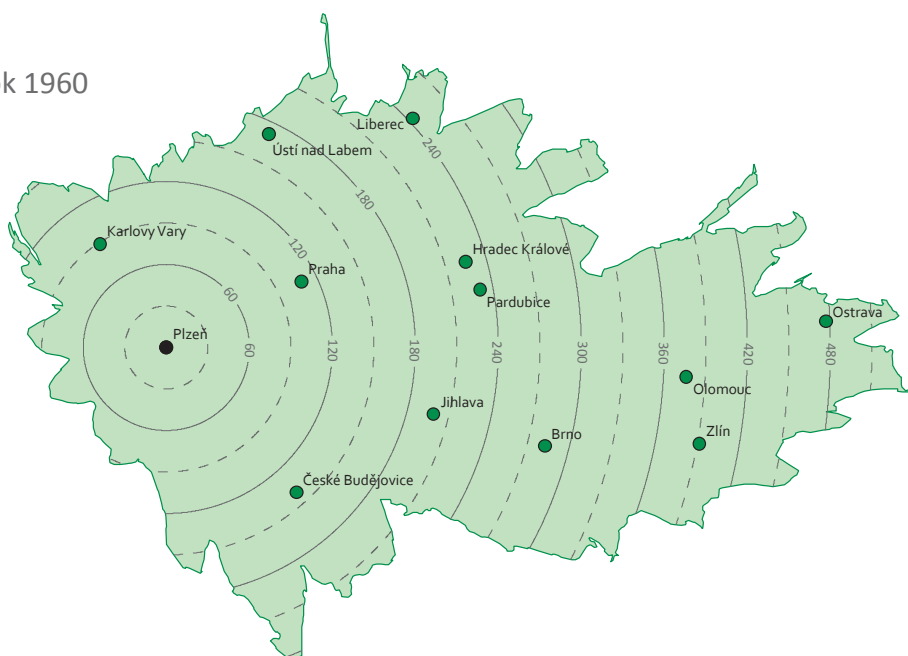 ok 1960
Liberec
Ústí nad Labem
240
180
Karlovy Vary
120
Praha
Hradec Králové
60
Pardubice
Plzeň
Ostrava
60
120
180
240
300
360
420
480
Olomouc
Jihlava
Brno
Zlín
České Budějovice